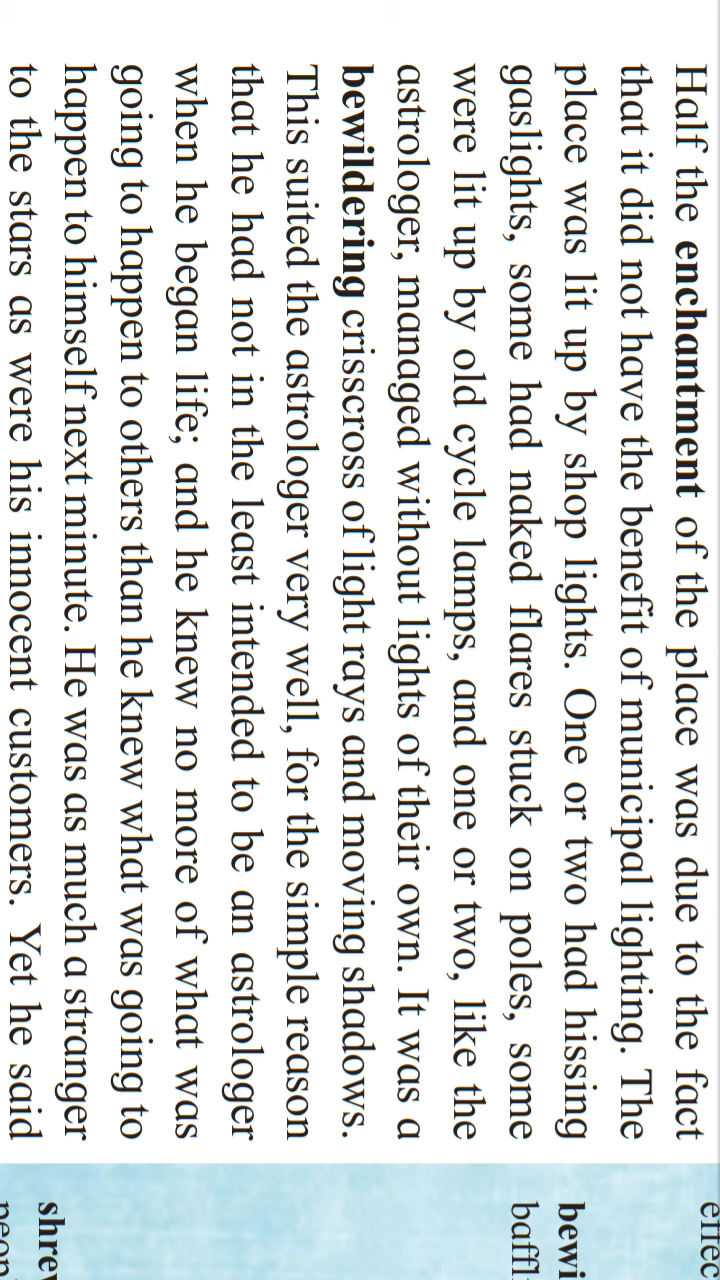 Half the enchantment of the place was due to the fact
that it did not have the benefit of municipal lighting. The
place was lit up by shop lights. One or two had hissing
gaslights, some had naked flares stuck on poles, some
were lit up by old cycle lamps, and one or two, like the
astrologer, managed without lights of their own. It was a
bewildering crisscross of light rays and moving shadows.
This suited the astrologer very well, for the simple reason
that he had not in the least intended to be an astrologer
when he began life; and he knew no more of what was
going to happen to others than he knew what was going to
happen to himself next minute. He was as much a stranger
to the stars as were his innocent customers. Yet he said